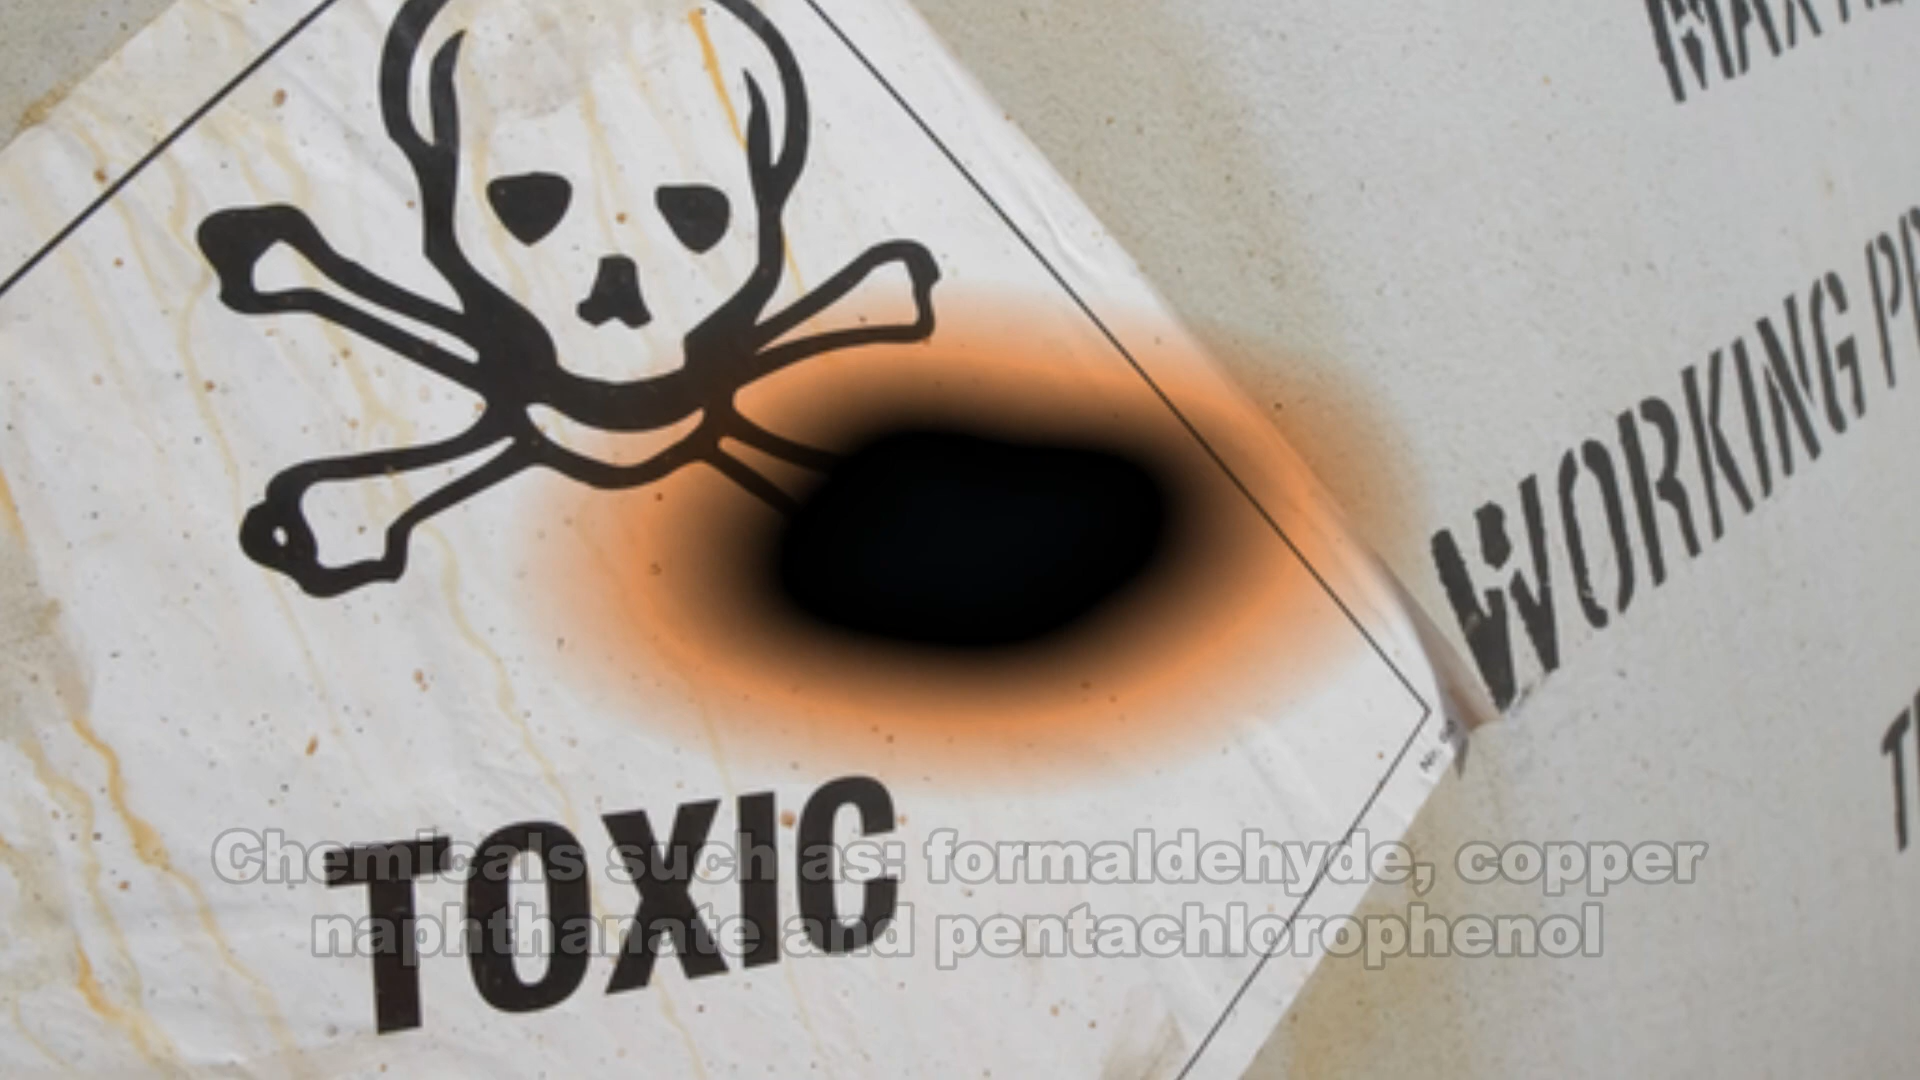 WORKING
TOXIC
Chemicals such as: formaldehyde, copper
naphthanate and pentachlorophenol